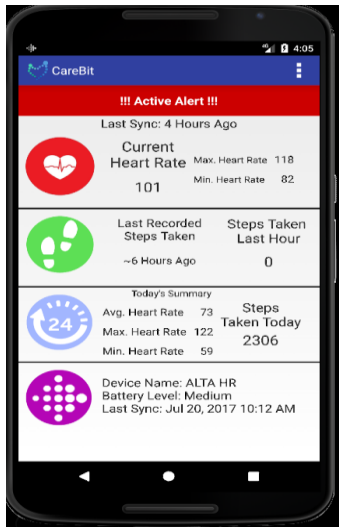 4:05
CareBit
!!! Active Alert !!!
Last Sync: 4 Hours Ago
Current
Heart Rate
101
Max. Heart Rate 118
Min. Heart Rate 82
Last Recorded
Steps Taken
~6 Hours Ago
Steps Taken
Last Hour
0
Today's Summary
24
Avg. Heart Rate 73
Max. Heart Rate 122
Min. Heart Rate 59
Steps
Taken Today
2306
Device Name: ALTA HR
Battery Level: Medium
Last Sync: Jul 20, 2017 10:12 AM